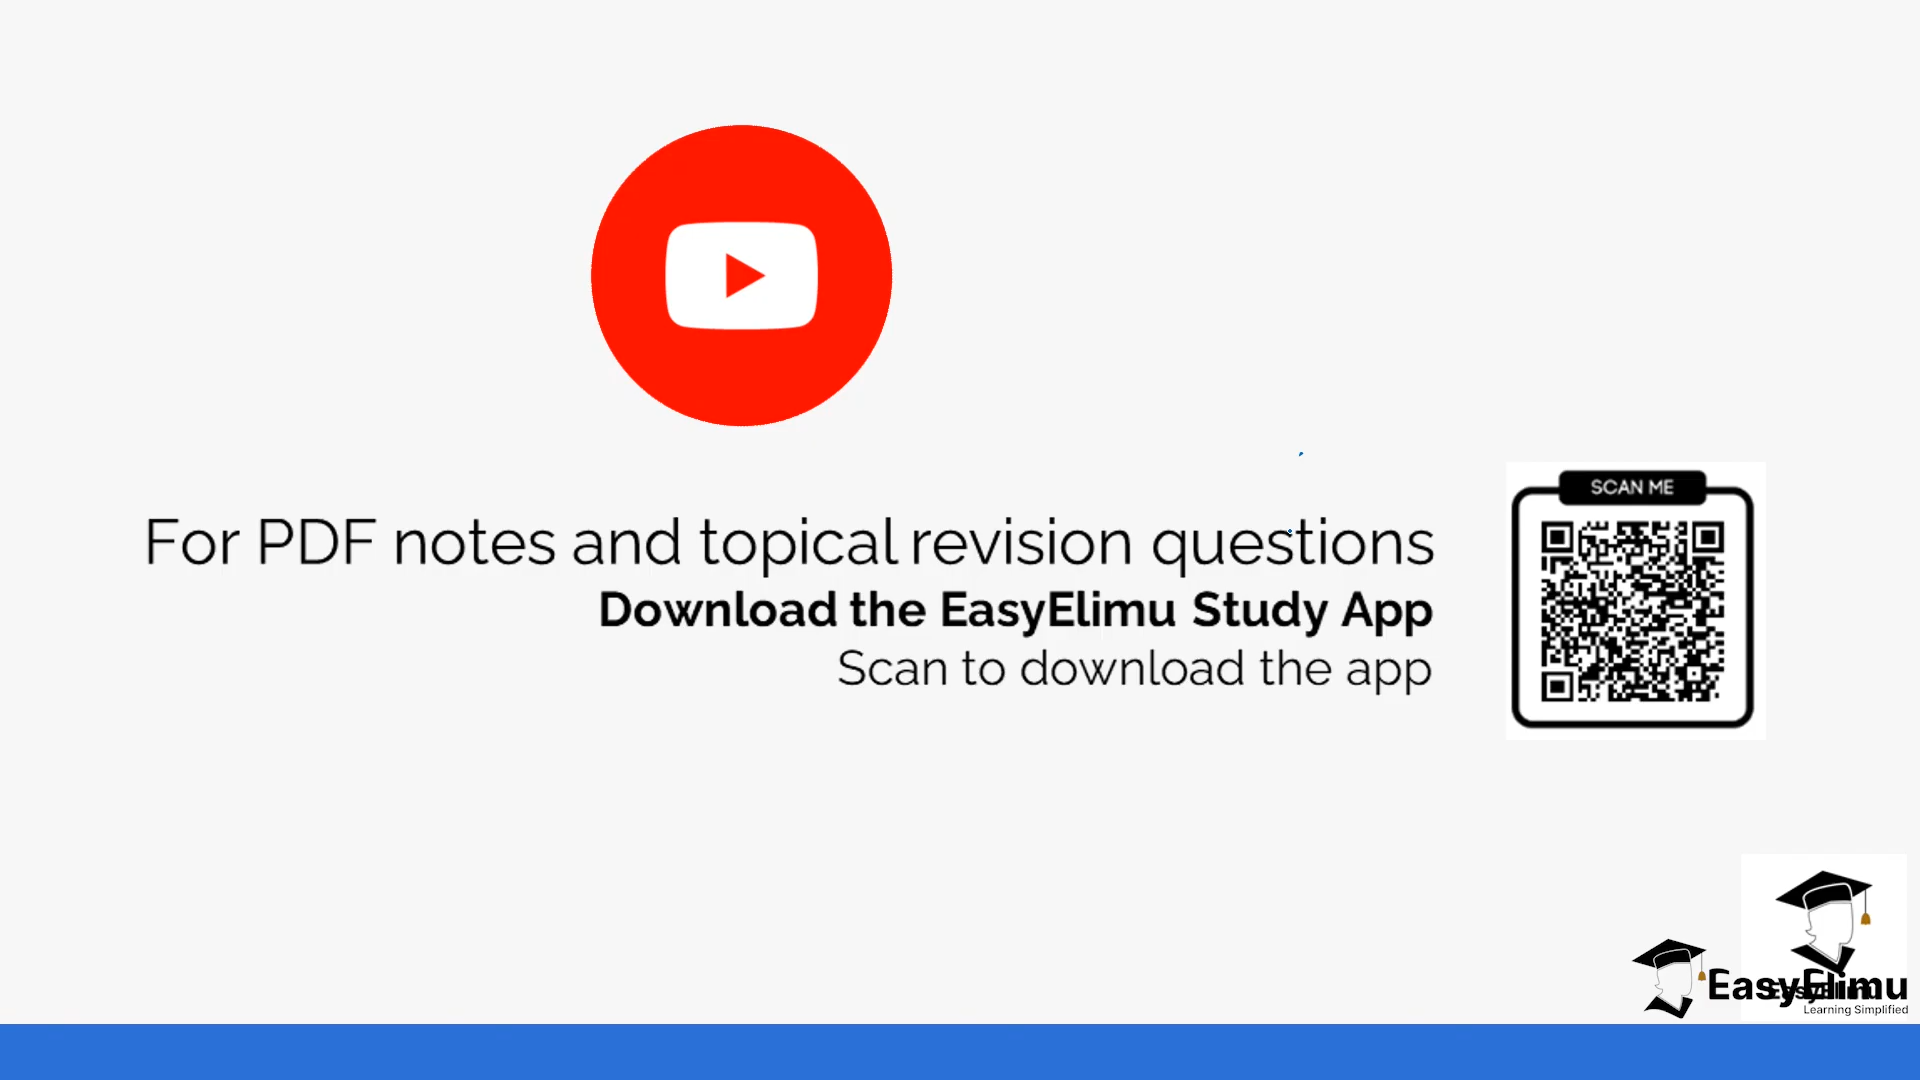 SCAN ME
For PDF notes and topical revision questions
Download the EasyElimu Study App
Scan to download the app
EasyElimu
Learning Simplified